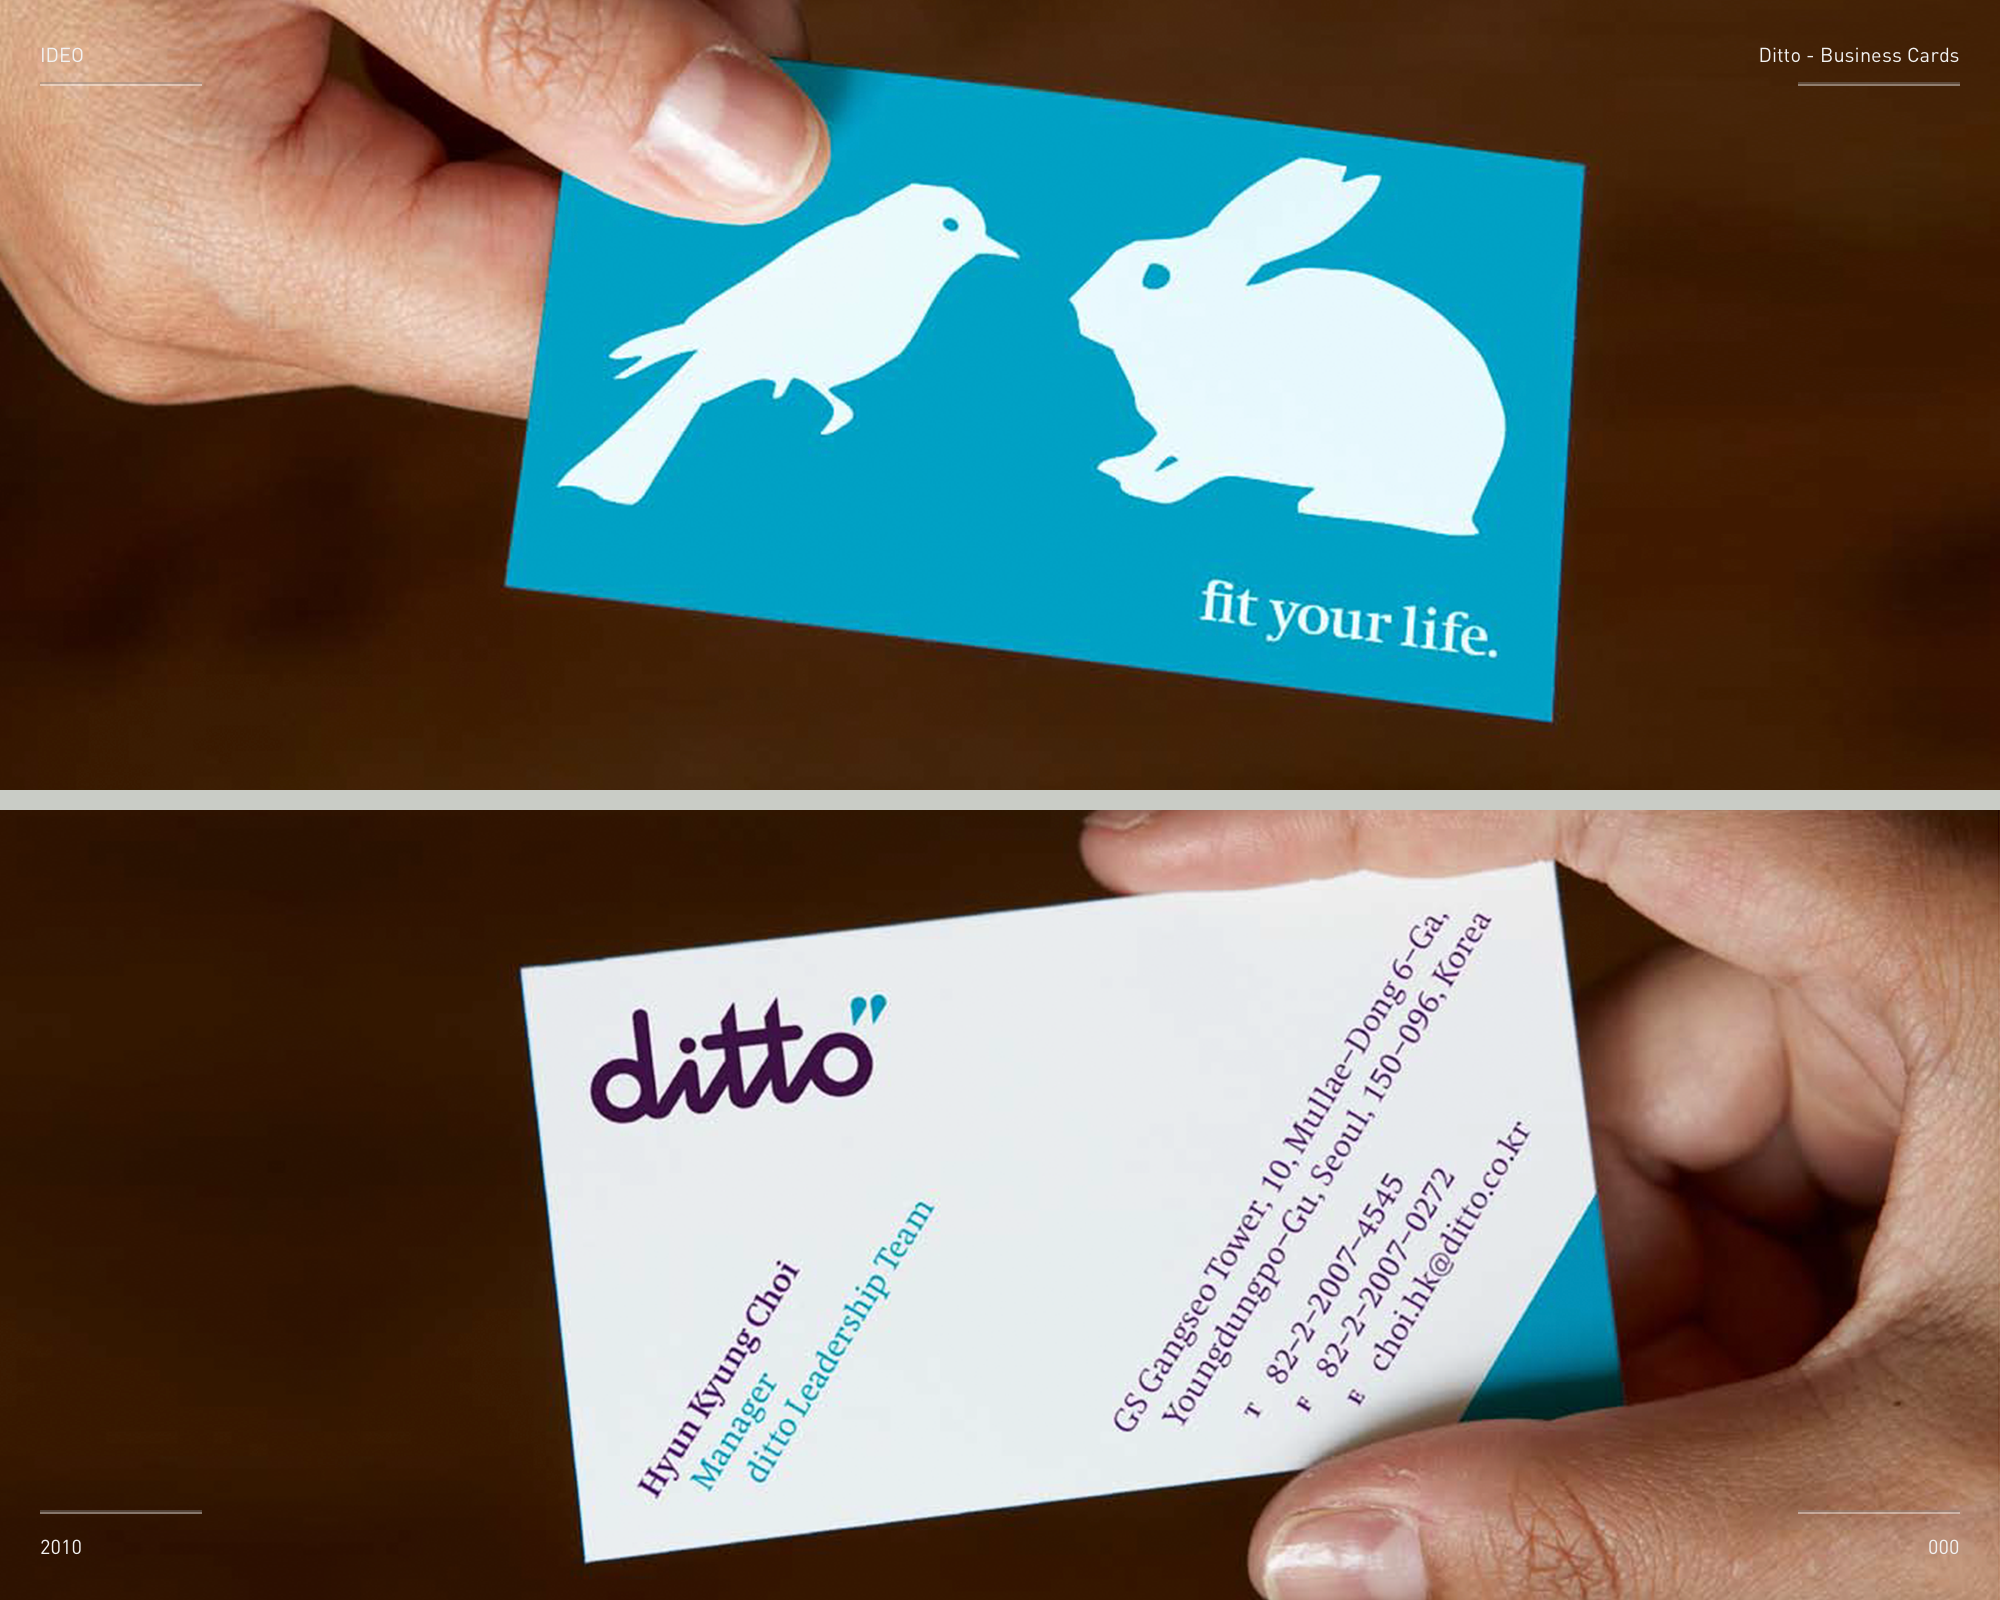 IDEO
Ditto - Business Cards
fit your life.
ditto”
Hyun Kyung Choi
Manager
ditto Leadership Team
GS Gangseo Tower, 10, Mullae-Dong 6-Ga,
Youngdungpo-Gu, Seoul, 150-096, Korea
T 82-2-2007-4545
F 82-2-2007-0272
E choi.hk@ditto.co.kr
2010
000